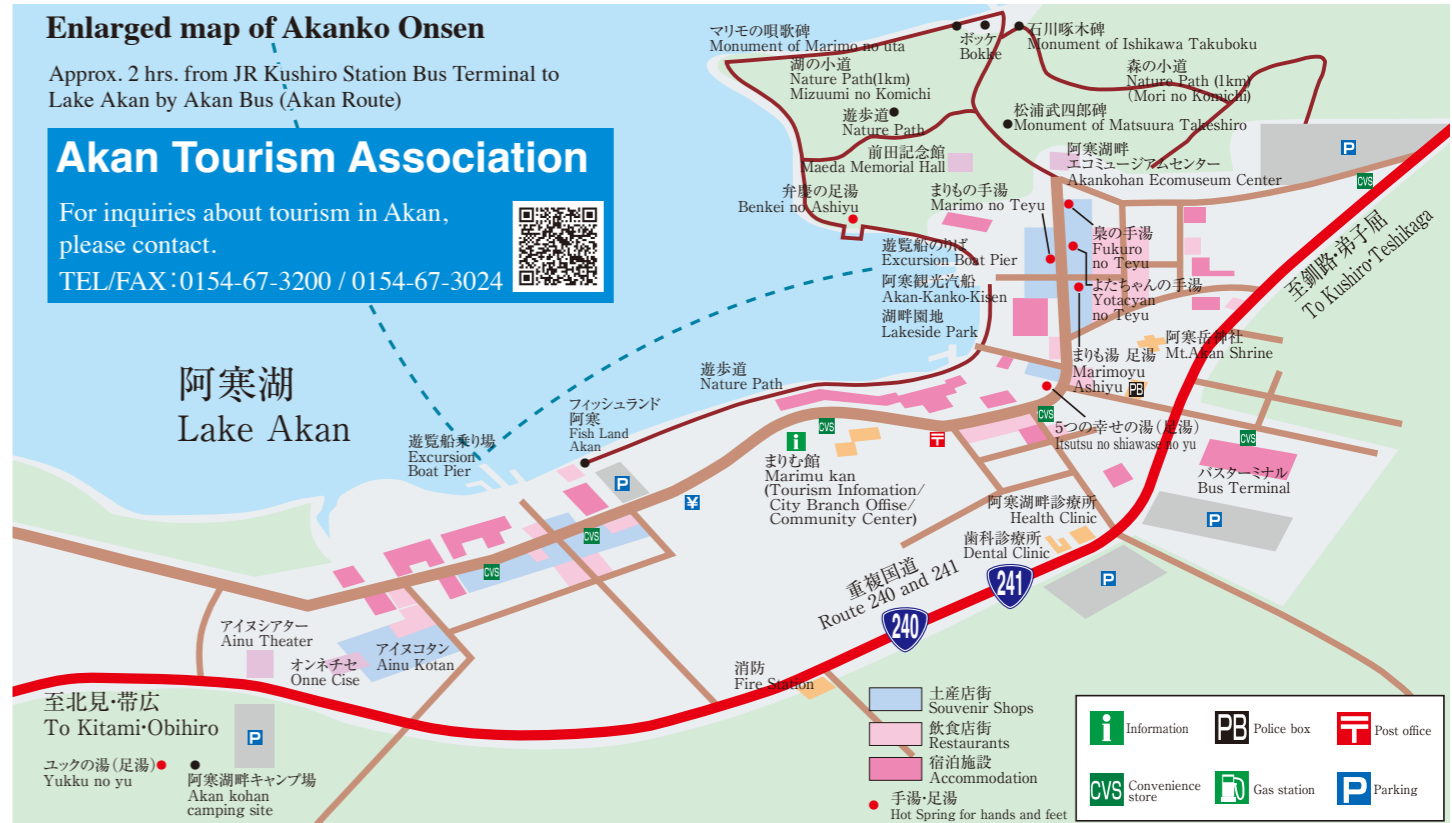 Enlarged map of Akanko Onsen
Approx. 2 hrs. from JR Kushiro Station Bus Terminal to
Lake Akan by Akan Bus (Akan Route)
Akan Tourism Association
For inquiries about tourism in Akan,
please contact.
TEL/FAX:0154-67-3200 / 0154-67-3024
マリモの唄歌碑
Monument of Marimo no uta
ボッケ
Bokke
石川啄木碑
Monument of Ishikawa Takuboku
湖の小道
Nature Path(1km)
Mizuumi no Komichi
森の小道
Nature Path (1km)
(Mori no Komichi)
遊歩道
Nature Path
松浦武四郎碑
Monument of Matsuura Takeshiro
前田記念館
Maeda Memorial Hall
阿寒湖畔
エコミュージアムセンター
Akankohan Ecomuseum Center
P
CVS
弁慶の足湯
Benkei no Ashiyu
まりもの手湯
Marimo no Teyu
梟の手湯
Fukuro
no Teyu
遊覧船のりば
Excursion Boat Pier
阿寒観光汽船
Akan-Kanko-Kisen
湖畔園地
Lakeside Park
よたちゃんの手湯
Yotacyan
no Teyu
至釧路・弟子屈
To Kushiro・Teshikaga
阿寒岳神社
Mt.Akan Shrine
まりも湯 足湯
Marimoyu
Ashiyu
PB
遊歩道
Nature Path
阿寒湖
Lake Akan
フィッシュランド
阿寒
Fish Land
Akan
遊覧船乗り場
Excursion
Boat Pier
CVS
CVS
5つの幸せの湯(足湯)
Itsutsu no shiawase no yu
CVS
まりむ館
Marimu kan
(Tourism Infomation/
City Branch Offise/
Community Center)
バスターミナル
Bus Terminal
P
¥
P
阿寒湖畔診療所
Health Clinic
歯科診療所
Dental Clinic
CVS
CVS
P
重複国道
Route 240 and 241
241
240
アイヌシアター
Ainu Theater
オンネチセ
Onne Cise
アイヌコタン
Ainu Kotan
消防
Fire Station
至北見・帯広
To Kitami・Obihiro
P
ユックの湯(足湯)
Yukku no yu
阿寒湖畔キャンプ場
Akan kohan
camping site
土産店街
Souvenir Shops
飲食店街
Restaurants
宿泊施設
Accommodation
手湯・足湯
Hot Spring for hands and feet
Information
PB Police box
Post office
CVS Convenience
store
Gas station
P Parking